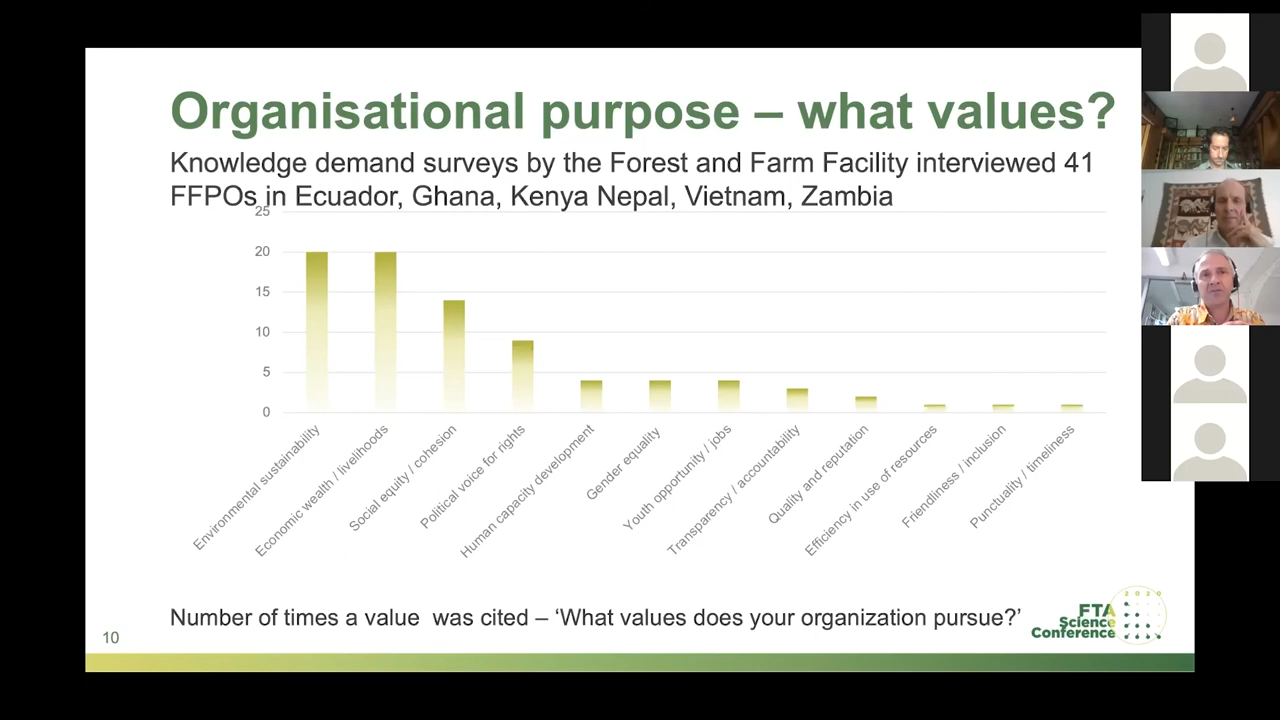 Organisational purpose – what values?
Knowledge demand surveys by the Forest and Farm Facility interviewed 41
FFPOs in Ecuador, Ghana, Kenya Nepal, Vietnam, Zambia
25
20
15
10
5
0
Environmental sustainability
Economic wealth / livelihoods
Social equity / cohesion
Political voice for rights
Human capacity development
Gender equality
Youth opportunity / jobs
Transparency / accountability
Quality and reputation
Efficiency in use of resources
Friendliness / inclusion
Punctuality / timeliness
Number of times a value  was cited – ‘What values does your organization pursue?’
2020
FTA
Science
Conference
10